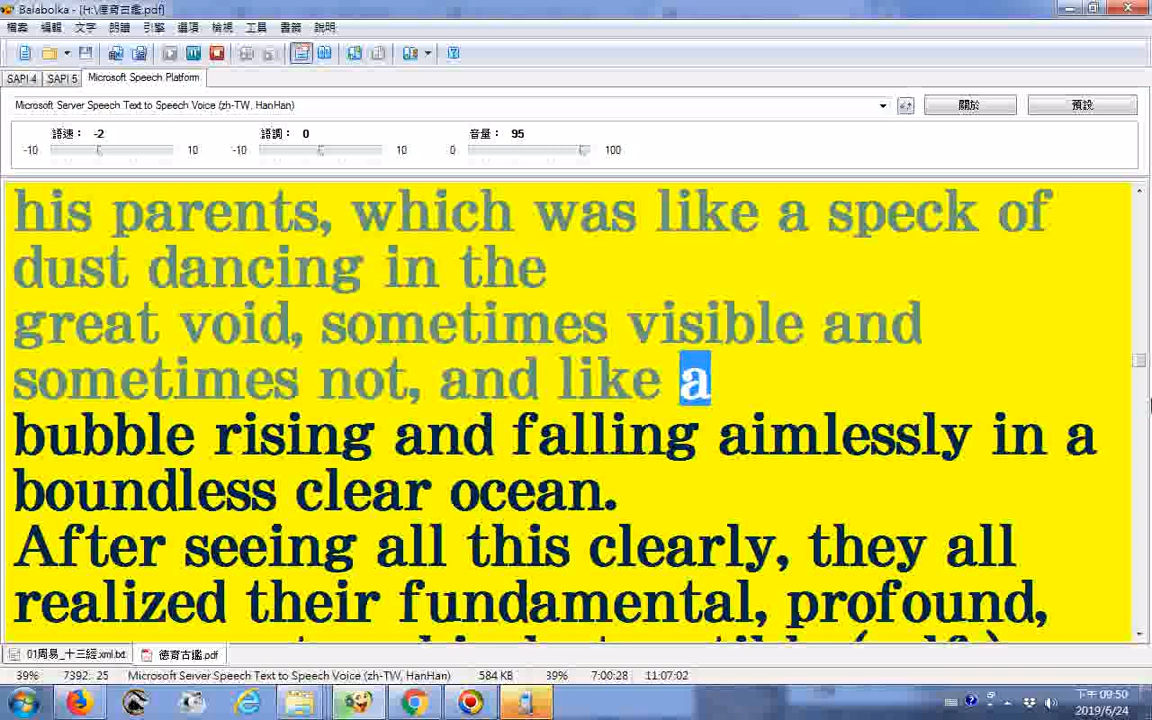 Balabolka - [H:\德育古鑑.pdf]
檔案 編輯 文字 朗讀 引擎 選項 檢視 工具 書籤 說明
SAPI 4 SAPI 5 Microsoft Speech Platform
Microsoft Server Speech Text to Speech Voice (zh-TW, HanHan) 關於 預設
語速： -2 語調： 0 音量： 95
-10 10 -10 10 0 100
his parents, which was like a speck of
dust dancing in the
great void, sometimes visible and
sometimes not, and like a
bubble rising and falling aimlessly in a
boundless clear ocean.
After seeing all this clearly, they all
realized their fundamental, profound,
01周易_十三經.xml.txt 德育古鑑.pdf
39% 7392: 25 Microsoft Server Speech Text to Speech Voice (zh-TW, HanHan) 584 KB 39% 7:00:28 11:07:02
下午 09:50
2019/6/24